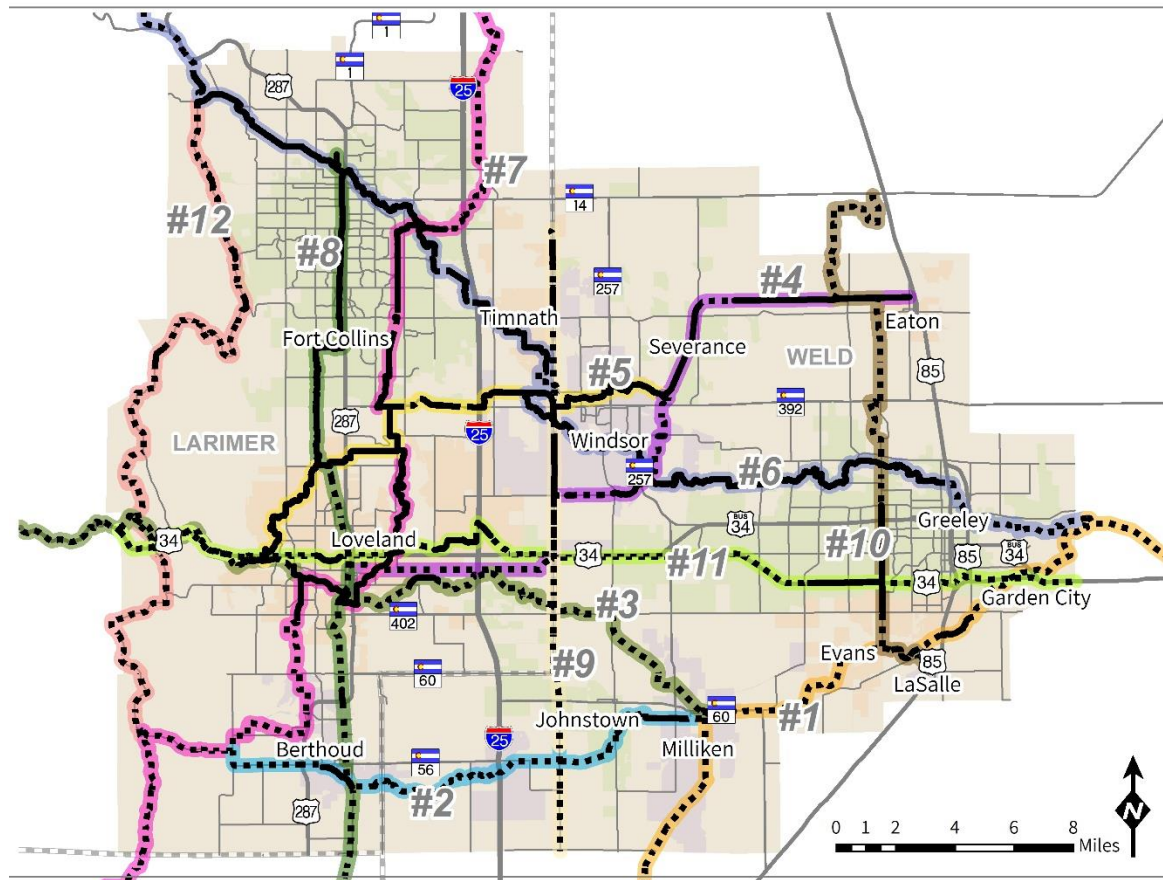 1
1
287
25
#7
#12
14
#8
#4
257
Timnath
Eaton
Fort Collins
Severance
WELD
#5
85
392
287
25
LARIMER
Windsor
257
#6
BUS
34
Greeley
34
Loveland
34
#11
#10
85
BUS
34
34
Garden City
402
#3
Evans
85
LaSalle
60
#9
60
Johnstown
#1
Berthoud
25
Milliken
56
#2
287
N
0 1 2 4 6 8
Miles